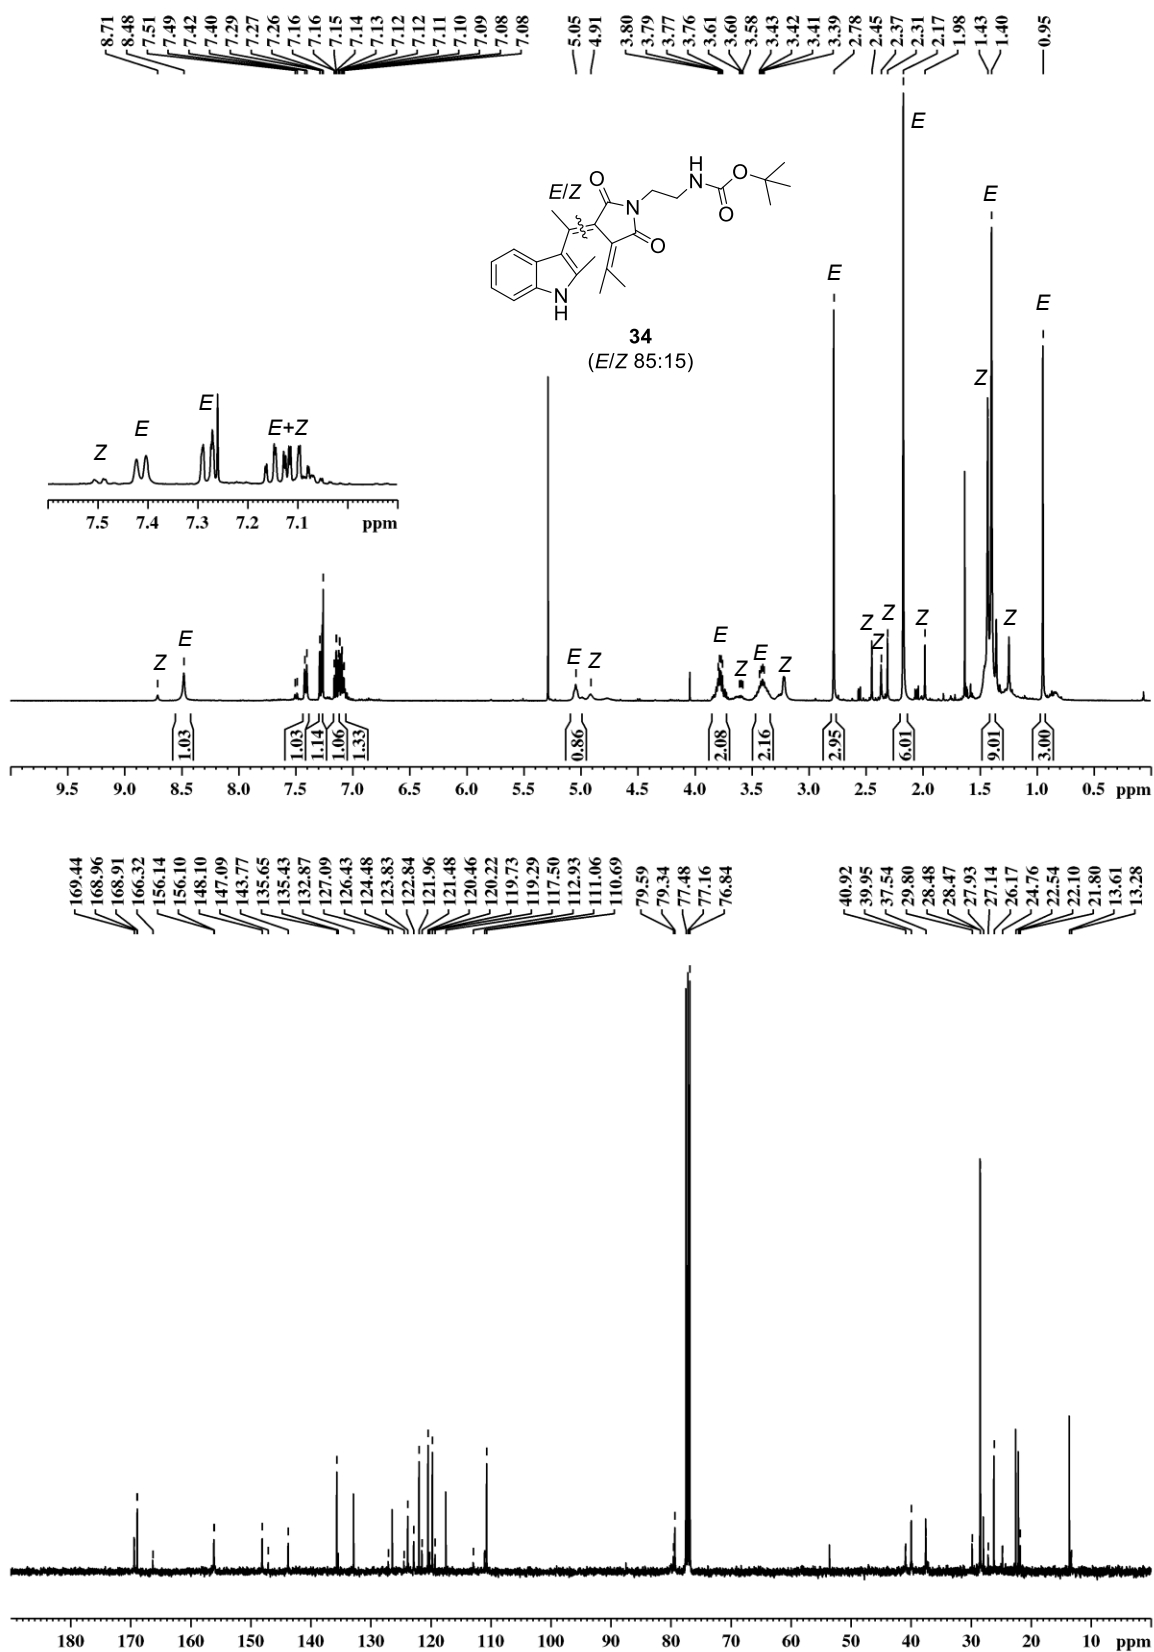 8.71 8.48 7.51 7.49 7.42 7.40 7.29 7.27 7.26 7.16 7.16 7.15 7.14 7.13 7.12 7.12 7.11 7.10 7.09 7.08 7.08 5.05 4.91 3.80 3.79 3.77 3.76 3.61 3.60 3.58 3.43 3.42 3.41 3.39 2.78 2.45 2.37 2.31 2.17 1.98 1.43 1.40 0.95
E
E/Z O N O H N O O
N H
34
(E/Z 85:15)
E
E
E
Z
Z E E E+Z
7.5 7.4 7.3 7.2 7.1 ppm
Z E E Z E Z E Z Z Z Z Z Z
1.03 1.03 1.14 1.06 1.33 0.86 2.08 2.16 2.95 6.01 9.01 3.00
9.5 9.0 8.5 8.0 7.5 7.0 6.5 6.0 5.5 5.0 4.5 4.0 3.5 3.0 2.5 2.0 1.5 1.0 0.5 ppm
169.44 168.96 168.91 166.32 156.14 156.10 148.10 147.09 143.77 135.65 135.43 132.87 127.09 126.43 124.48 123.83 122.84 121.96 121.48 120.46 120.22 119.73 119.29 117.50 112.93 111.06 110.69 79.59 79.34 77.48 77.16 76.84 40.92 39.95 37.54 29.80 28.48 28.47 27.93 27.14 26.17 24.76 22.54 22.10 21.80 13.61 13.28
180 170 160 150 140 130 120 110 100 90 80 70 60 50 40 30 20 10 ppm